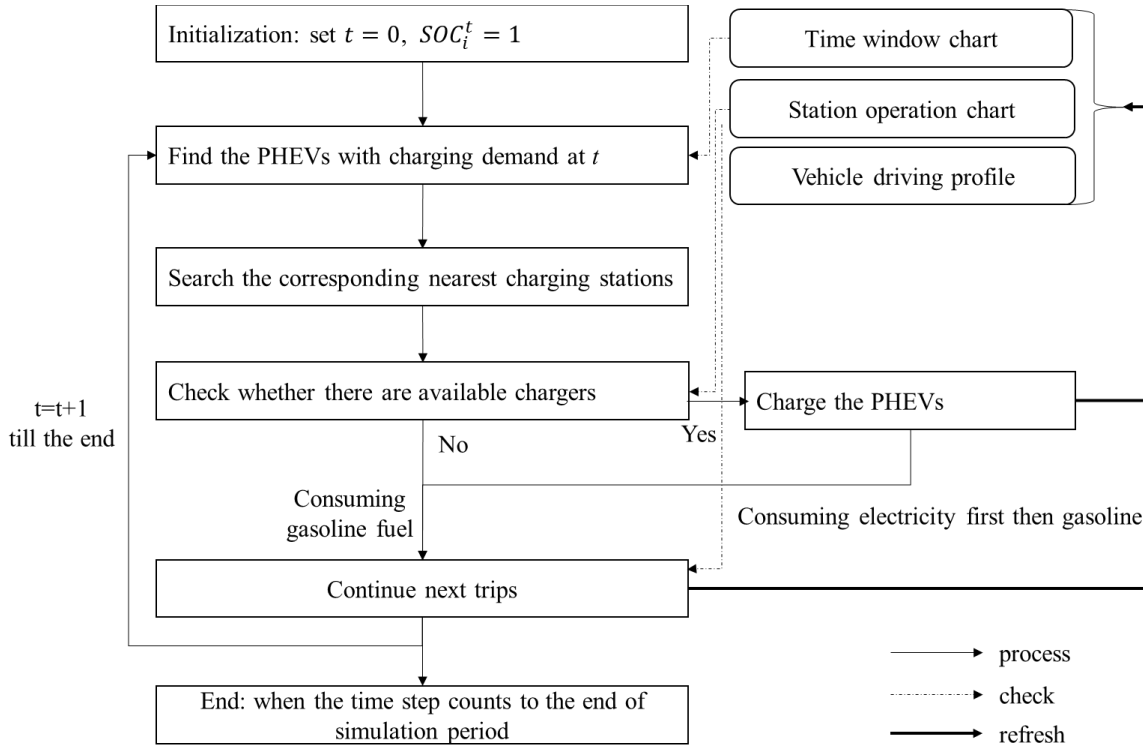 Initialization: set t = 0, SOC_i^t = 1
Time window chart
Station operation chart
Vehicle driving profile
Find the PHEVs with charging demand at t
Search the corresponding nearest charging stations
Check whether there are available chargers
Charge the PHEVs
t=t+1
till the end
No
Yes
Consuming
gasoline fuel
Consuming electricity first then gasoline
Continue next trips
End: when the time step counts to the end of
simulation period
process
check
refresh